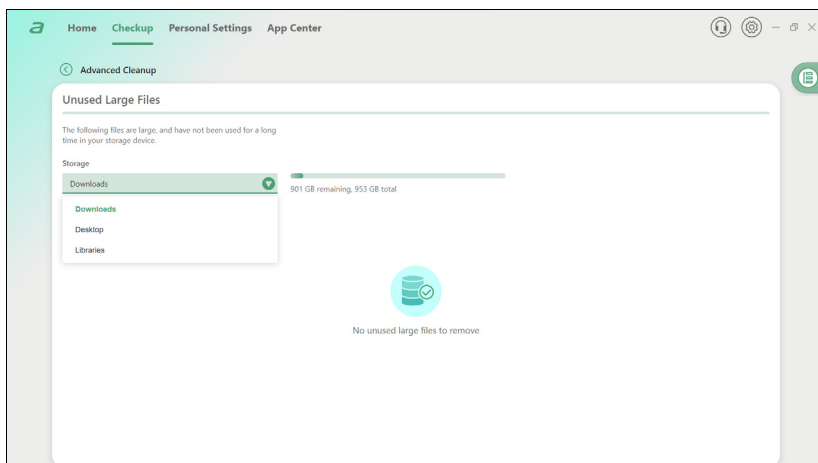 a
Home Checkup Personal Settings App Center
Advanced Cleanup
Unused Large Files
The following files are large, and have not been used for a long
time in your storage device.
Storage
Downloads
901 GB remaining, 953 GB total
Downloads
Desktop
Libraries
No unused large files to remove